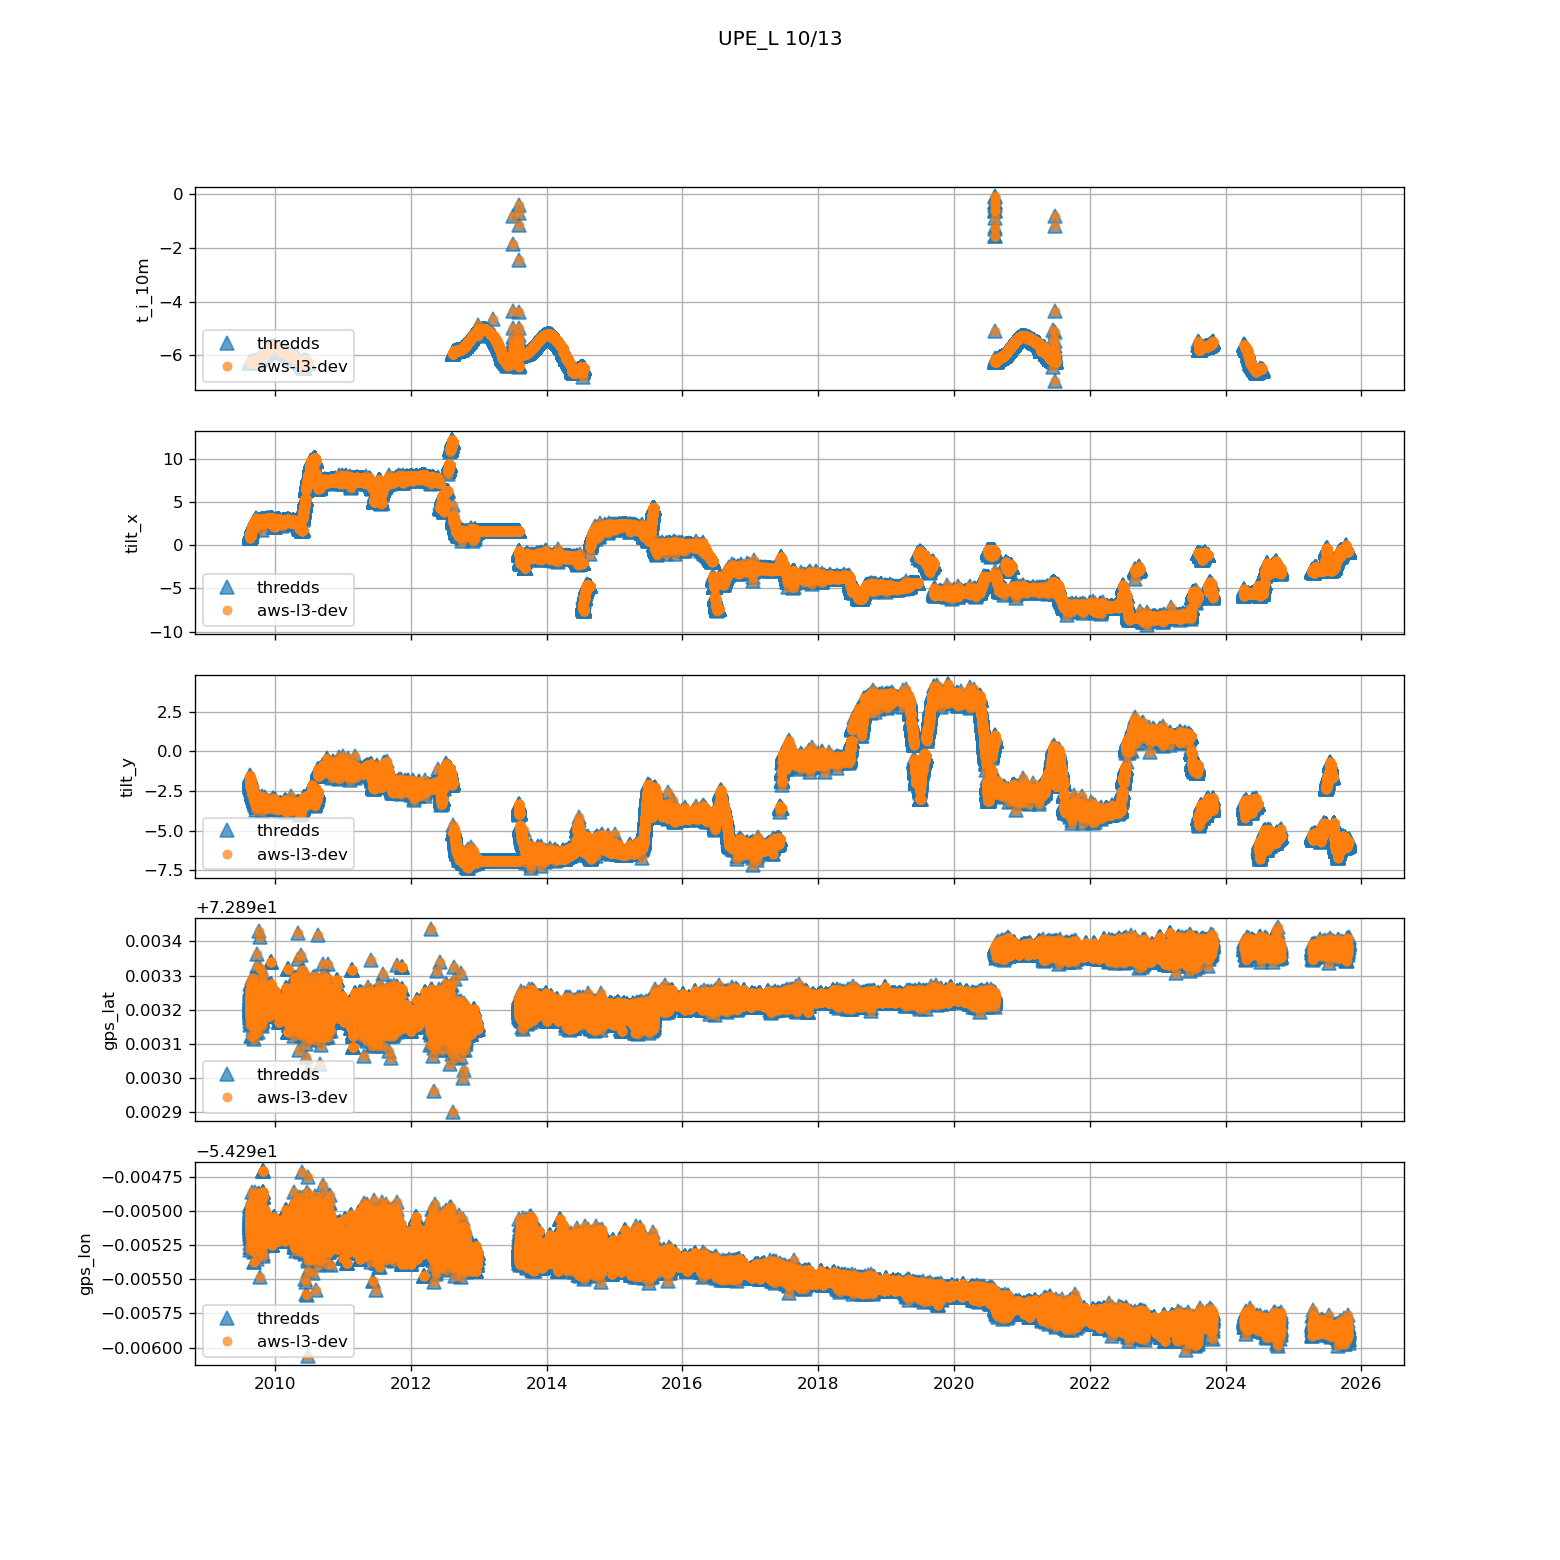 UPE_L 10/13
t_i_10m
0
−2
−4
−6
thredds
aws-l3-dev
tilt_x
10
5
0
−5
−10
thredds
aws-l3-dev
tilt_y
2.5
0.0
−2.5
−5.0
−7.5
thredds
aws-l3-dev
+7.289e1
gps_lat
0.0034
0.0033
0.0032
0.0031
0.0030
0.0029
thredds
aws-l3-dev
−5.429e1
gps_lon
−0.00475
−0.00500
−0.00525
−0.00550
−0.00575
−0.00600
thredds
aws-l3-dev
2010 2012 2014 2016 2018 2020 2022 2024 2026